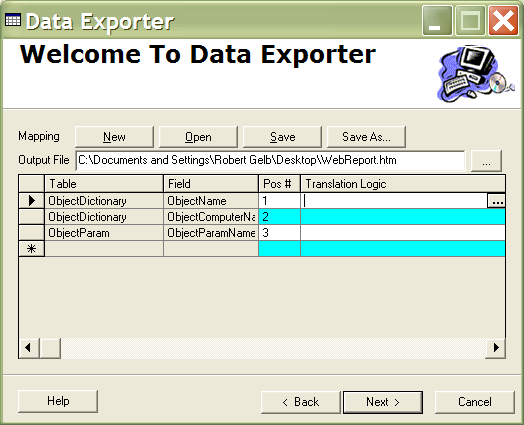 Data Exporter
Welcome To Data Exporter
Mapping New Open Save Save As...
Output File C:\Documents and Settings\Robert Gelb\Desktop\WebReport.htm ...
Table Field Pos # Translation Logic
ObjectDictionary ObjectName 1 ...
ObjectDictionary ObjectComputerNa 2
ObjectParam ObjectParamName 3
Help < Back Next > Cancel